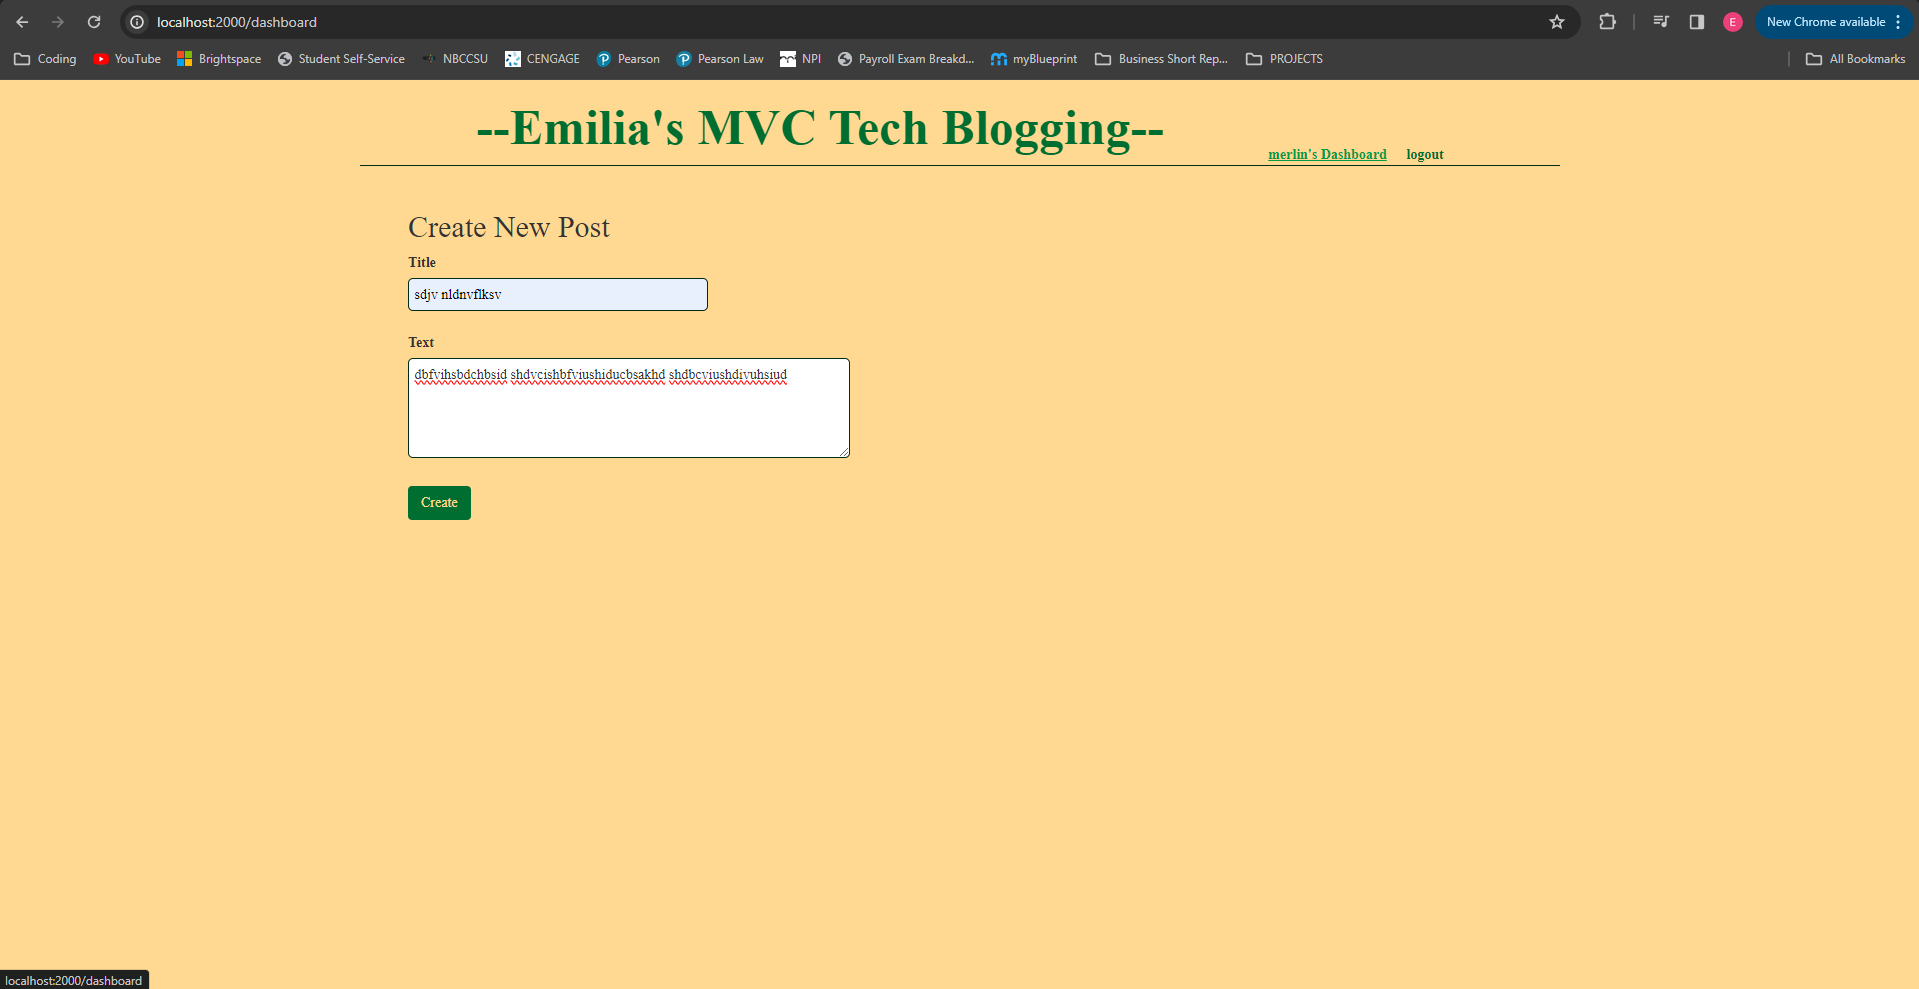 localhost:2000/dashboard
E
New Chrome available
Coding YouTube Brightspace Student Self-Service NBCCSU CENGAGE Pearson Pearson Law NPI Payroll Exam Breakd... myBlueprint Business Short Rep... PROJECTS All Bookmarks
--Emilia's MVC Tech Blogging--
merlin's Dashboard logout
Create New Post
Title
sdjv nldnvflksv
Text
dbfvihsbdchbsid shdvcishbfviushiducbsakhd shdbcviushdivuhsiud
Create
localhost:2000/dashboard